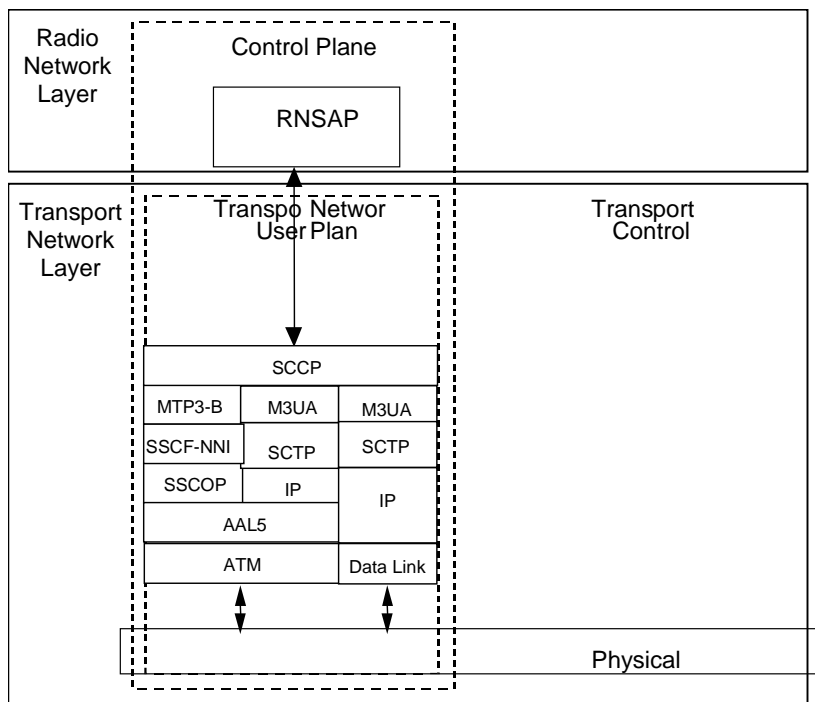 Radio
Network
Layer
Control Plane
RNSAP
Transport
Network
Layer
Transpo Networ
User Plan
Transport
Control
SCCP
MTP3-B
M3UA
M3UA
SSCF-NNI
SCTP
SCTP
SSCOP
IP
IP
AAL5
ATM
Data Link
Physical